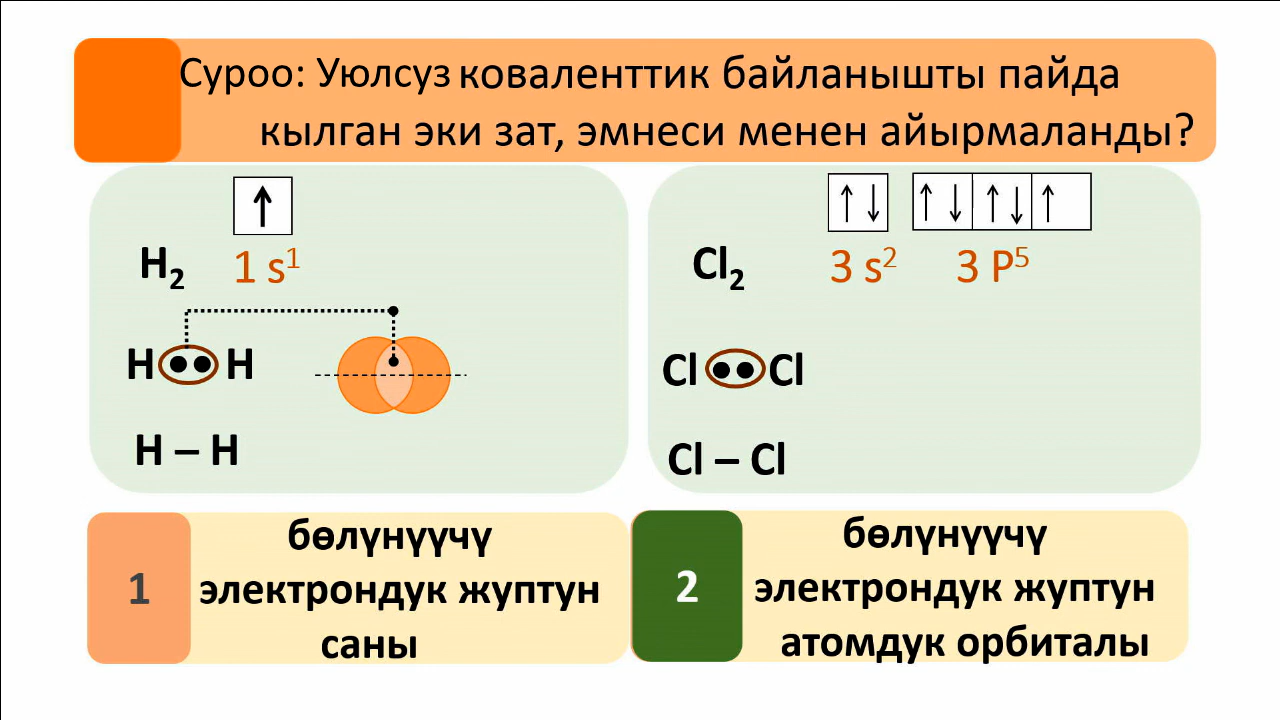 Суроо: Уюлсуз коваленттик байланышты пайда
кылган эки зат, эмнеси менен айырмаланды?
H₂ 1 s¹
H H
H – H
Cl₂ 3 s² 3 P⁵
Cl Cl
Cl – Cl
1
бөлүнүүчү
электрондук жуптун
саны
2
бөлүнүүчү
электрондук жуптун
атомдук орбиталы